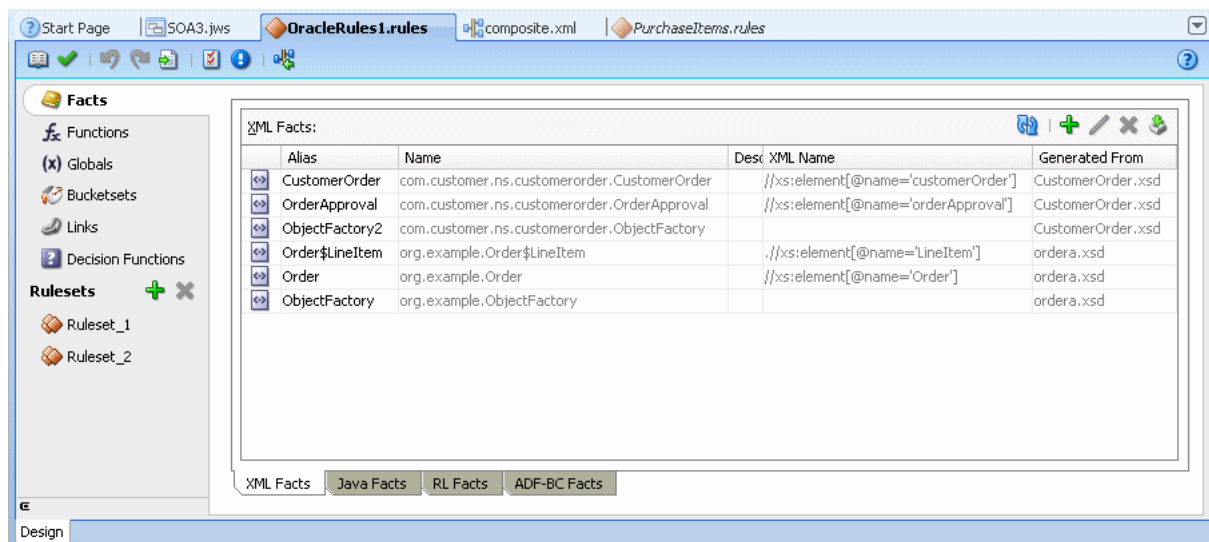 Start Page SOA3.jws OracleRules1.rules composite.xml PurchaseItems.rules
Facts
Functions
(x) Globals
Bucketsets
Links
Decision Functions
Rulesets
Ruleset_1
Ruleset_2
XML Facts:
Alias Name Desc XML Name Generated From
CustomerOrder com.customer.ns.customerorder.CustomerOrder //xs:element[@name='customerOrder'] CustomerOrder.xsd
OrderApproval com.customer.ns.customerorder.OrderApproval //xs:element[@name='orderApproval'] CustomerOrder.xsd
ObjectFactory2 com.customer.ns.customerorder.ObjectFactory CustomerOrder.xsd
Order$LineItem org.example.Order$LineItem .//xs:element[@name='LineItem'] ordera.xsd
Order org.example.Order //xs:element[@name='Order'] ordera.xsd
ObjectFactory org.example.ObjectFactory ordera.xsd
XML Facts Java Facts RL Facts ADF-BC Facts
Design